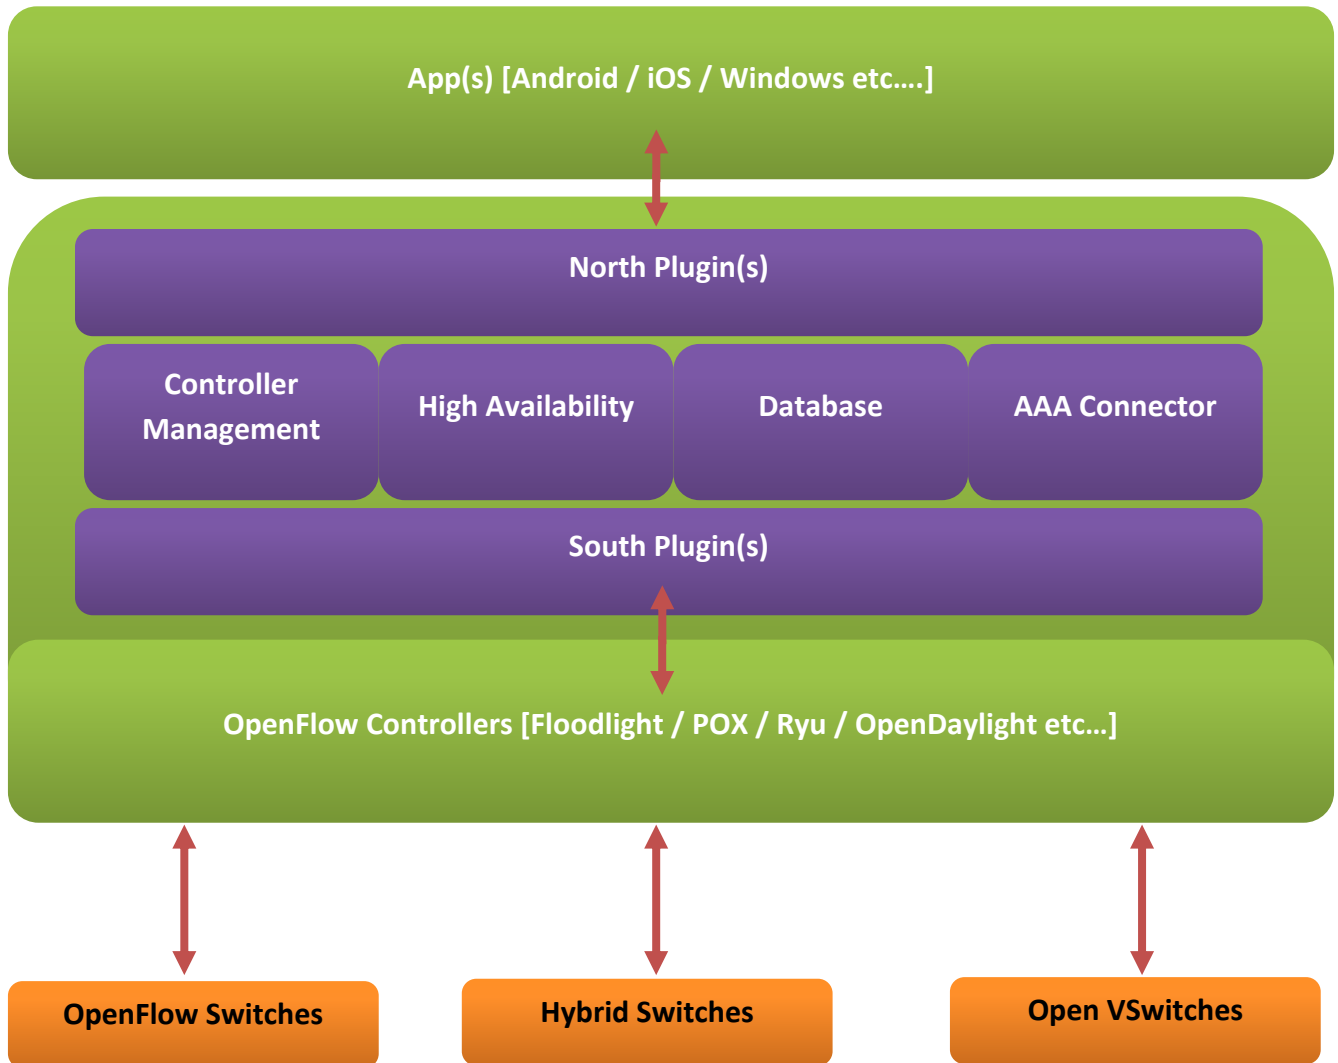 App(s) [Android / iOS / Windows etc....]
North Plugin(s)
Controller
Management
High Availability
Database
AAA Connector
South Plugin(s)
OpenFlow Controllers [Floodlight / POX / Ryu / OpenDaylight etc...]
OpenFlow Switches
Hybrid Switches
Open VSwitches